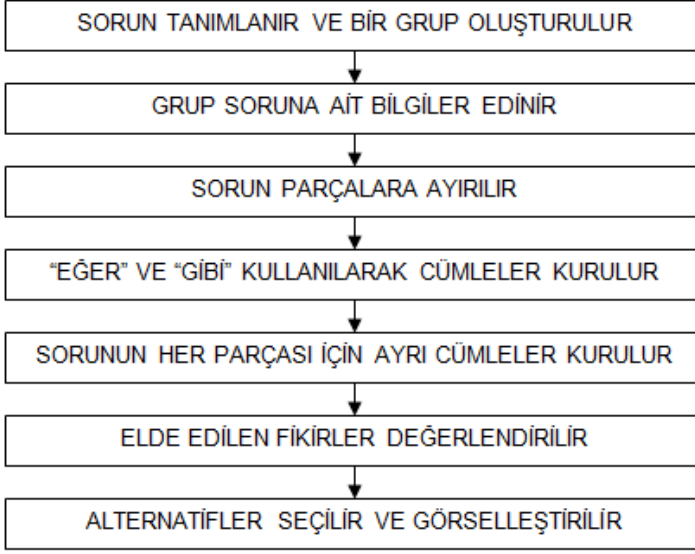 SORUN TANIMLANIR VE BİR GRUP OLUŞTURULUR
GRUP SORUNA AİT BİLGİLER EDİNİR
SORUN PARÇALARA AYIRILIR
“EĞER” VE “GİBİ” KULLANILARAK CÜMLELER KURULUR
SORUNUN HER PARÇASI İÇİN AYRI CÜMLELER KURULUR
ELDE EDİLEN FİKİRLER DEĞERLENDİRİLİR
ALTERNATİFLER SEÇİLİR VE GÖRSELLEŞTİRİLİR